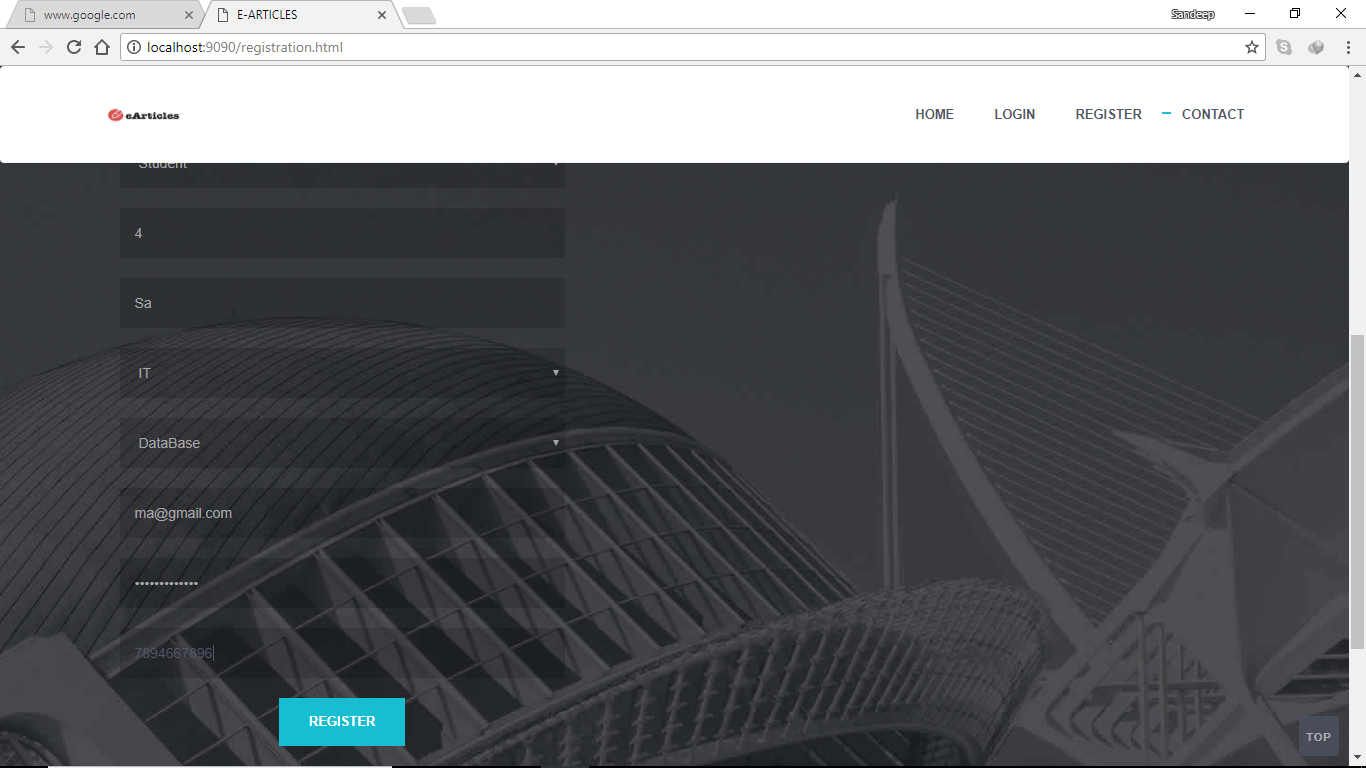 www.google.com
E-ARTICLES
Sandeep
localhost:9090/registration.html
eArticles
HOME
LOGIN
REGISTER
CONTACT
Student
4
Sa
IT
DataBase
ma@gmail.com
•••••••••••••
7894667896
REGISTER
TOP